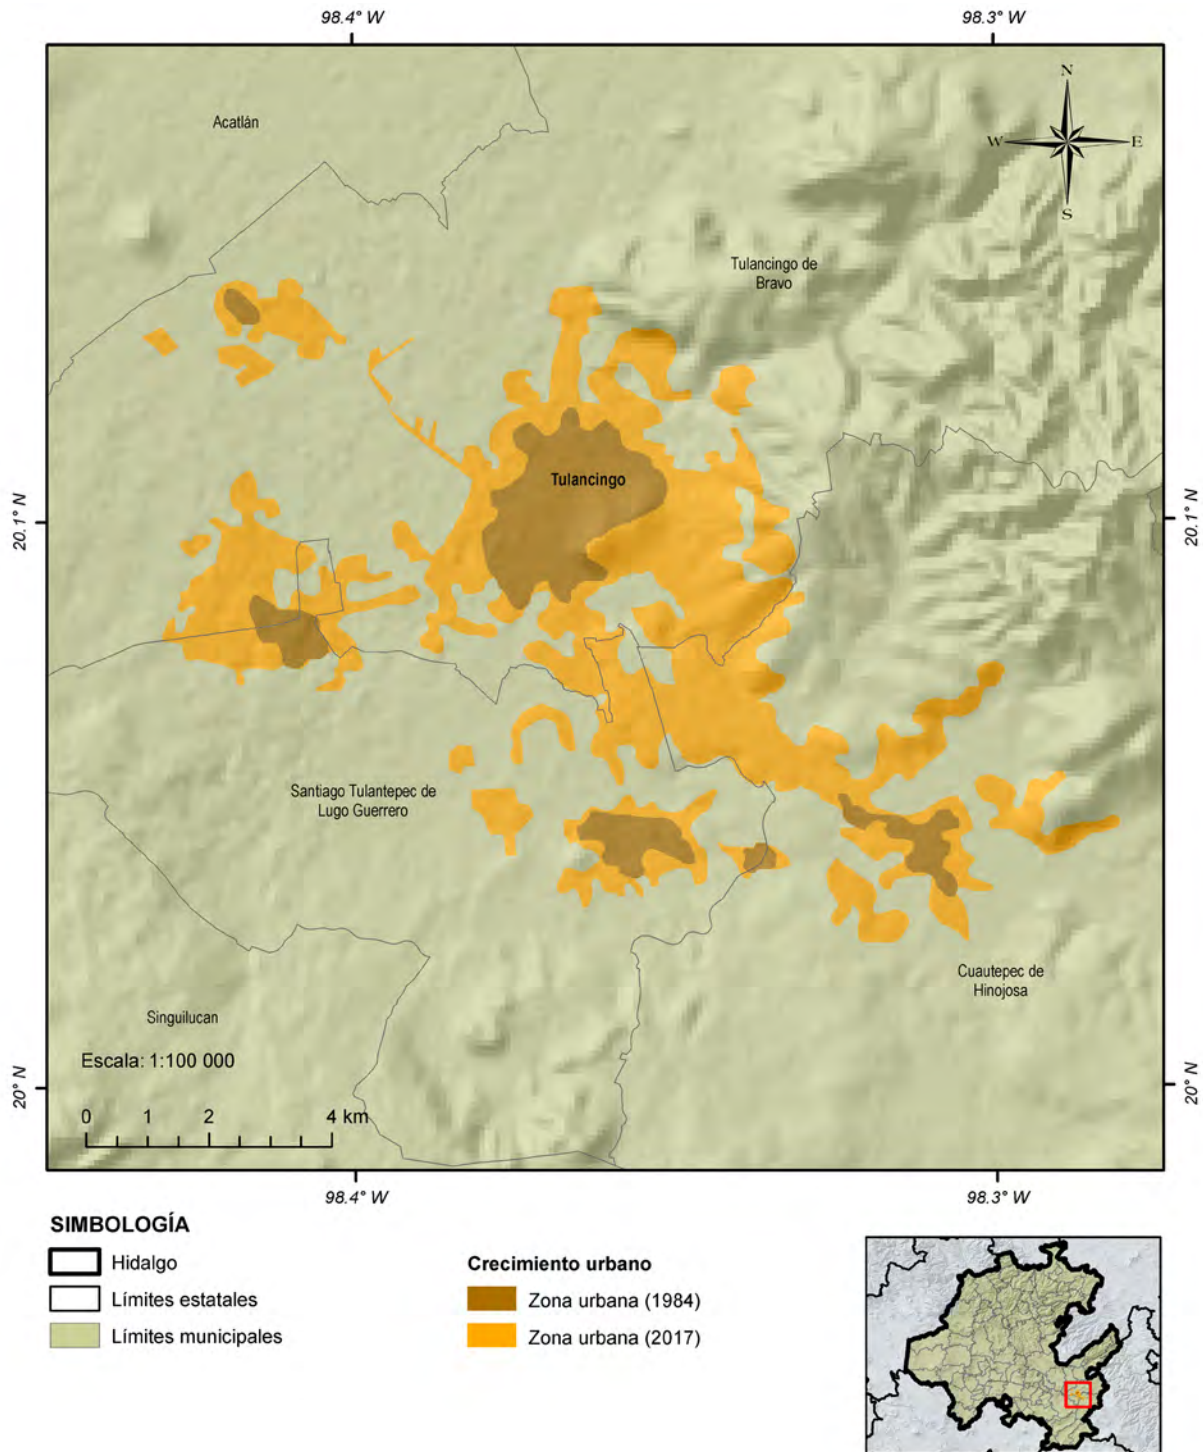 98.4° W
98.3° W
N
W
E
S
Acatlán
Tulancingo de
Bravo
Tulancingo
20.1° N
20.1° N
Santiago Tulantepec de
Lugo Guerrero
Cuautepec de
Hinojosa
Singuilucan
Escala: 1:100 000
0 1 2 4 km
20° N
20° N
98.4° W
98.3° W
SIMBOLOGÍA
Hidalgo
Límites estatales
Límites municipales
Crecimiento urbano
Zona urbana (1984)
Zona urbana (2017)